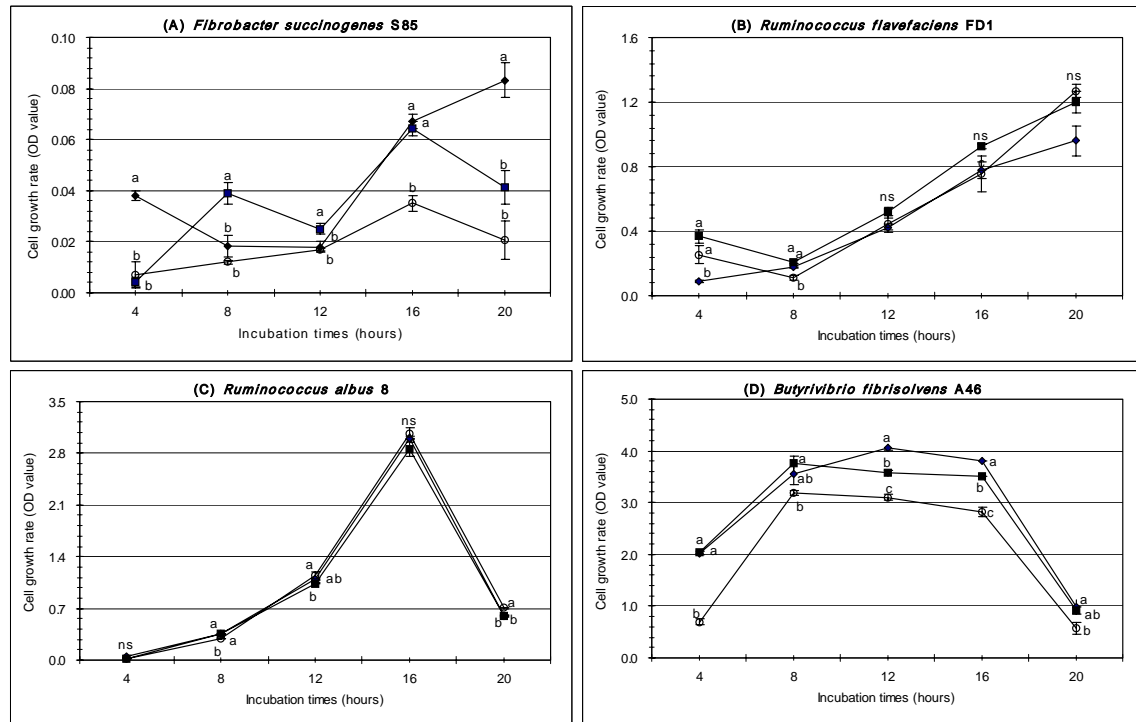 (A) Fibrobacter succinogenes S85
Cell growth rate (OD value)
0.10
0.08
0.06
0.04
0.02
0.00
a
b
b
a
b
b
a
b
b
a
a
b
a
b
b
4 8 12 16 20
Incubation times (hours)
(B) Ruminococcus flavefaciens FD1
Cell growth rate (OD value)
1.6
1.2
0.8
0.4
0.0
a
a
b
a
a
b
ns
ns
ns
4 8 12 16 20
Incubation times (hours)
(C) Ruminococcus albus 8
Cell growth rate (OD value)
3.5
2.8
2.1
1.4
0.7
0.0
ns
a
a
b
a
ab
b
ns
a
b
b
4 8 12 16 20
Incubation times (hours)
(D) Butyrivibrio fibrisolvens A46
Cell growth rate (OD value)
5.0
4.0
3.0
2.0
1.0
0.0
a
a
b
a
ab
b
a
b
c
a
b
c
a
ab
b
4 8 12 16 20
Incubation times (hours)